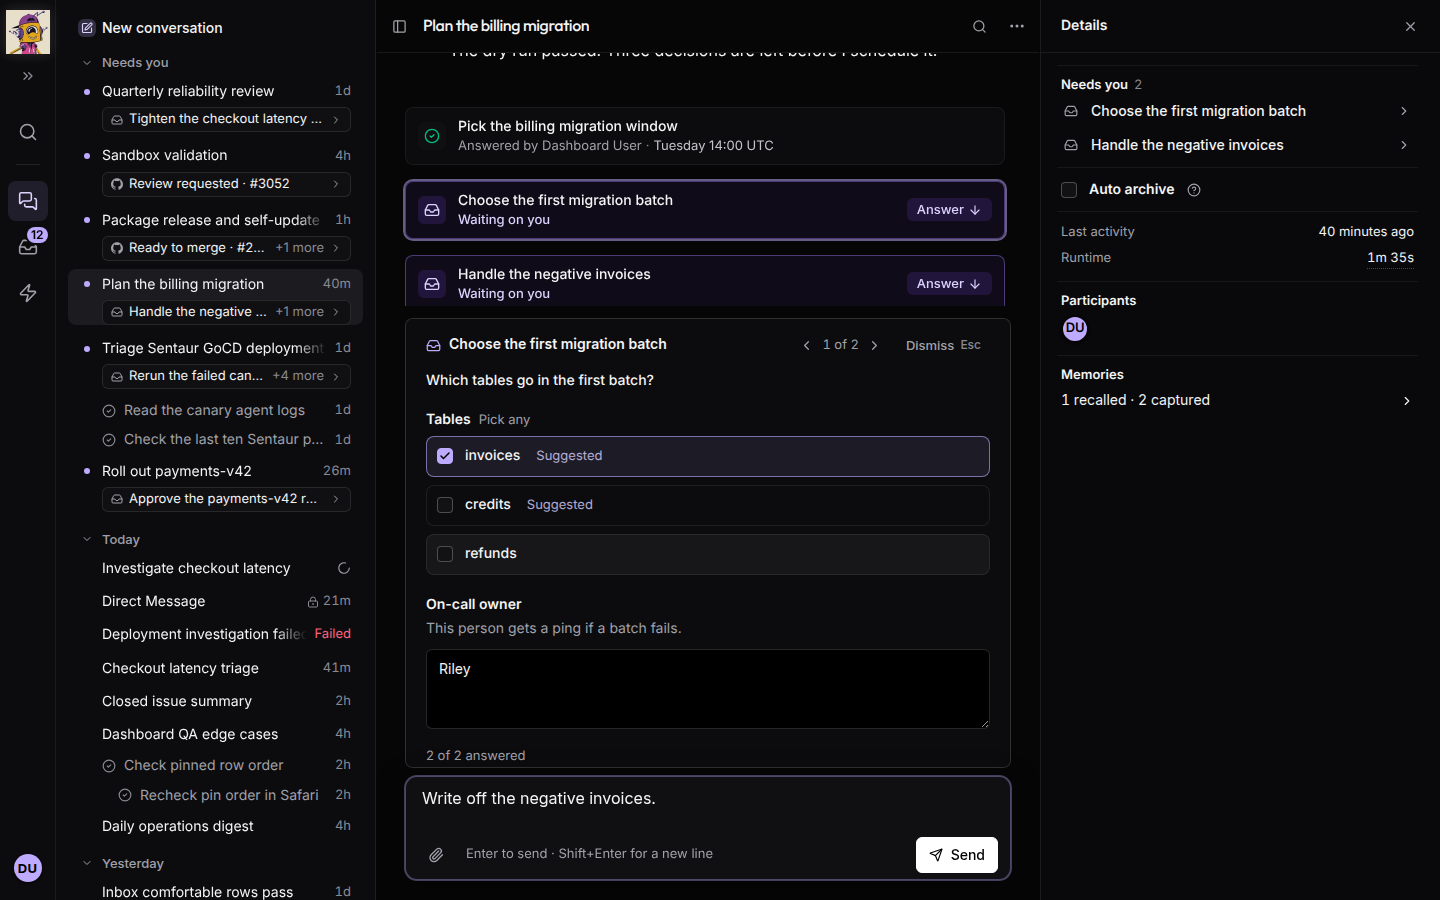 New conversation
Needs you
Quarterly reliability review 1d
Tighten the checkout latency ...
Sandbox validation 4h
Review requested · #3052
Package release and self-update 1h
Ready to merge · #2... +1 more
12
Plan the billing migration 40m
Handle the negative ... +1 more
Triage Sentaur GoCD deployment 1d
Rerun the failed can... +4 more
Read the canary agent logs 1d
Check the last ten Sentaur p... 1d
Roll out payments-v42 26m
Approve the payments-v42 r...
Today
Investigate checkout latency
Direct Message 21m
Deployment investigation failed Failed
Checkout latency triage 41m
Closed issue summary 2h
Dashboard QA edge cases 4h
Check pinned row order 2h
Recheck pin order in Safari 2h
Daily operations digest 4h
Yesterday
Inbox comfortable rows pass 1d
DU
Plan the billing migration
The dry run passed. Three decisions are left before I schedule it.
Pick the billing migration window
Answered by Dashboard User · Tuesday 14:00 UTC
Choose the first migration batch
Waiting on you
Answer
Handle the negative invoices
Waiting on you
Answer
Choose the first migration batch 1 of 2 Dismiss Esc
Which tables go in the first batch?
Tables Pick any
invoices Suggested
credits Suggested
refunds
On-call owner
This person gets a ping if a batch fails.
Riley
2 of 2 answered
Write off the negative invoices.
Enter to send · Shift+Enter for a new line
Send
Details
Needs you 2
Choose the first migration batch
Handle the negative invoices
Auto archive
Last activity 40 minutes ago
Runtime 1m 35s
Participants
DU
Memories
1 recalled · 2 captured